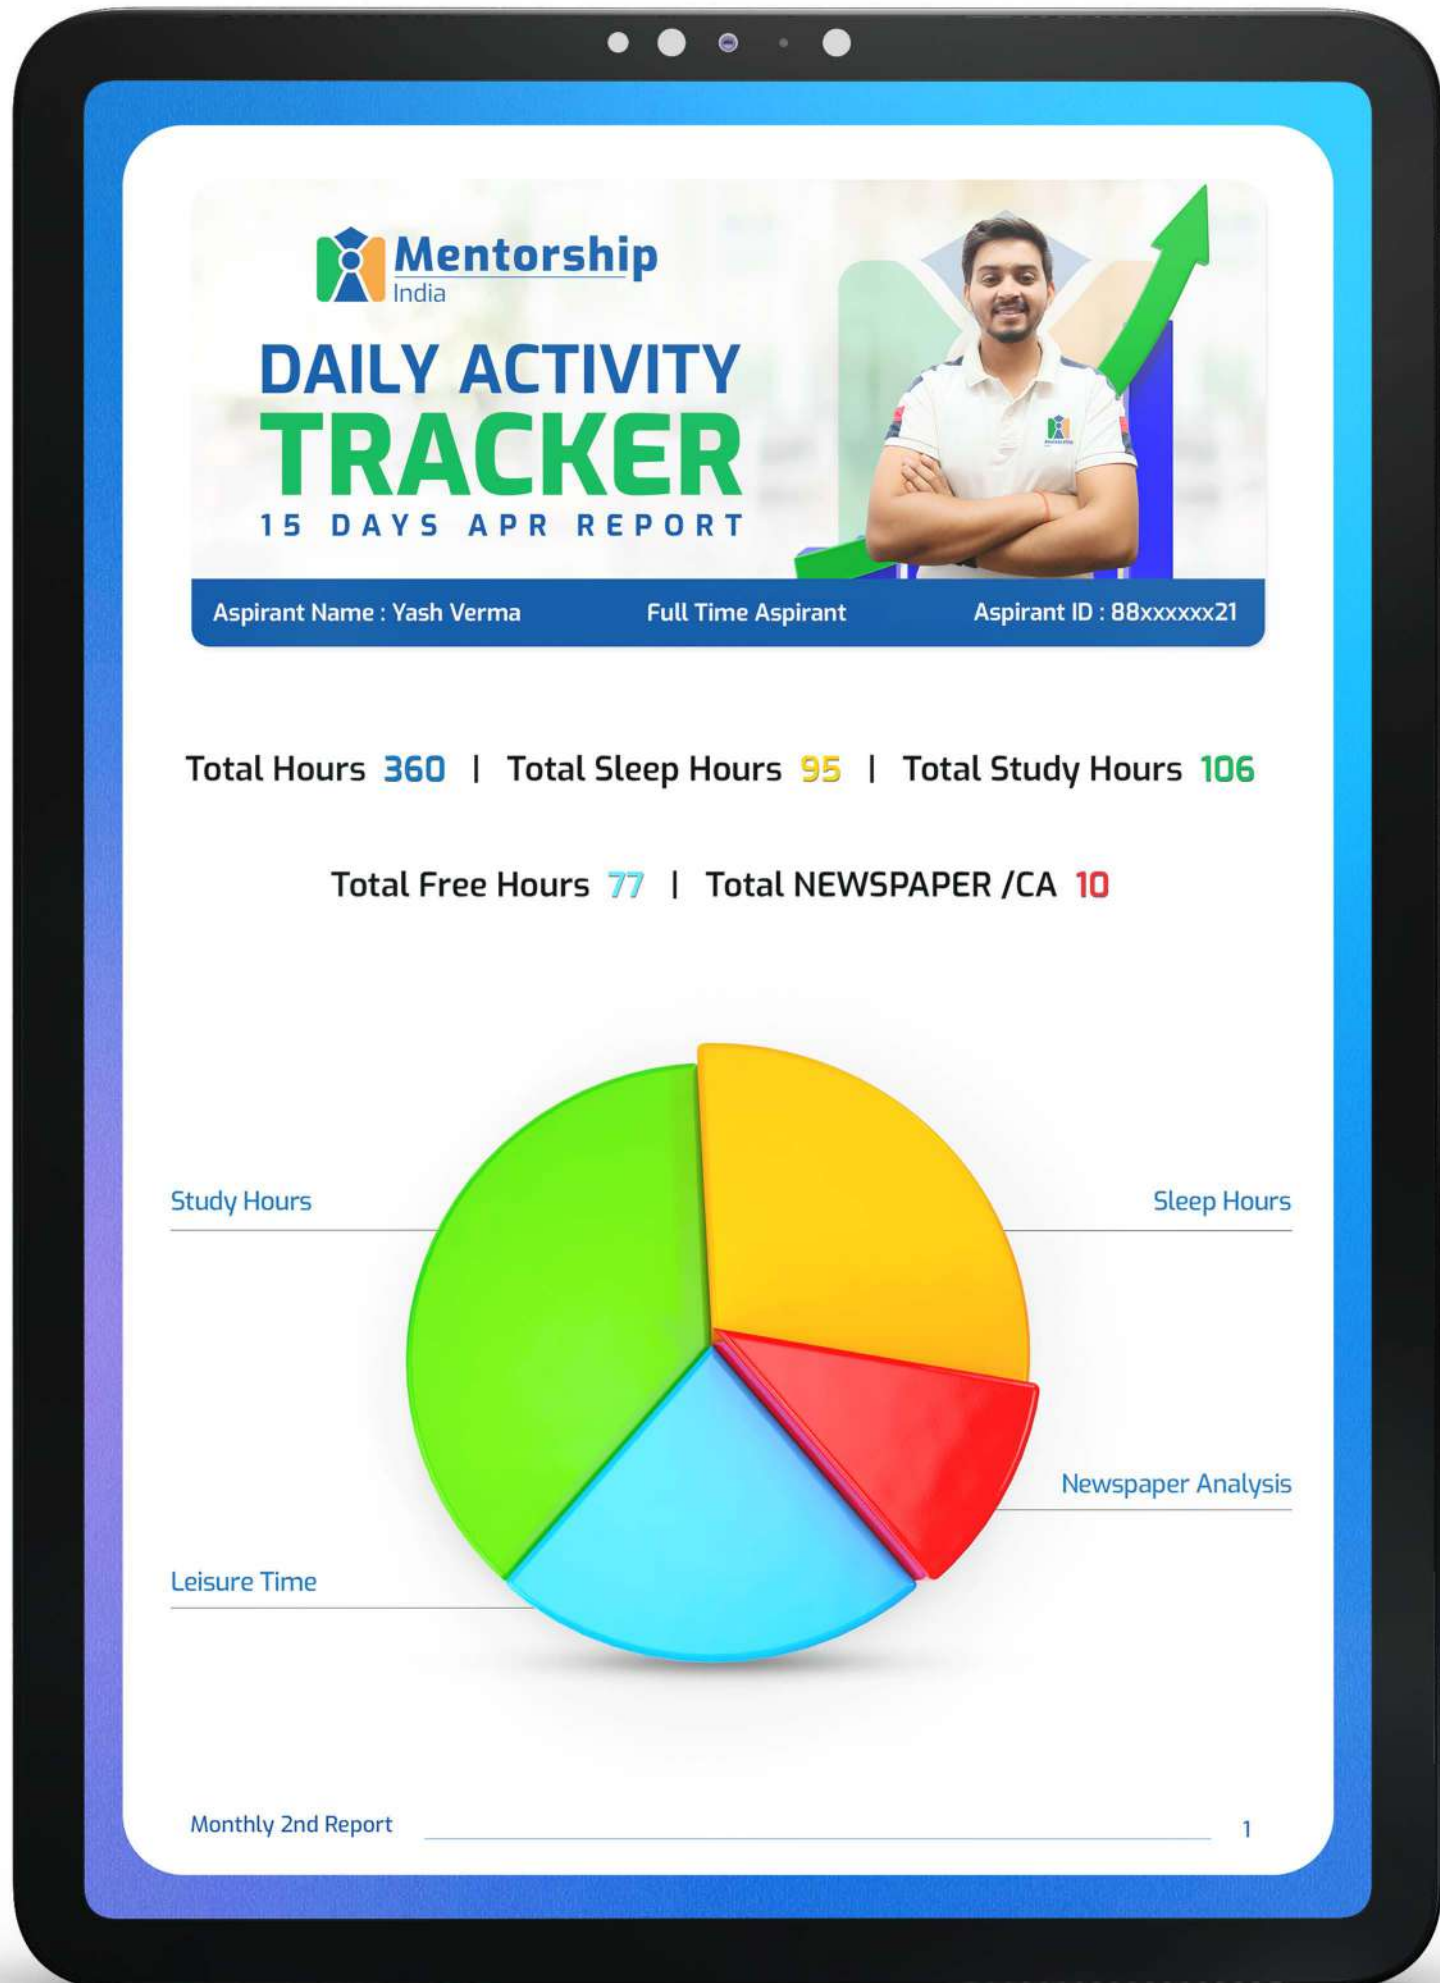 Mentorship
India
DAILY ACTIVITY
TRACKER
15 DAYS APR REPORT
Aspirant Name : Yash Verma Full Time Aspirant Aspirant ID : 88xxxxxx21
Total Hours 360 | Total Sleep Hours 95 | Total Study Hours 106
Total Free Hours 77 | Total NEWSPAPER /CA 10
Study Hours
Sleep Hours
Newspaper Analysis
Leisure Time
Monthly 2nd Report 1